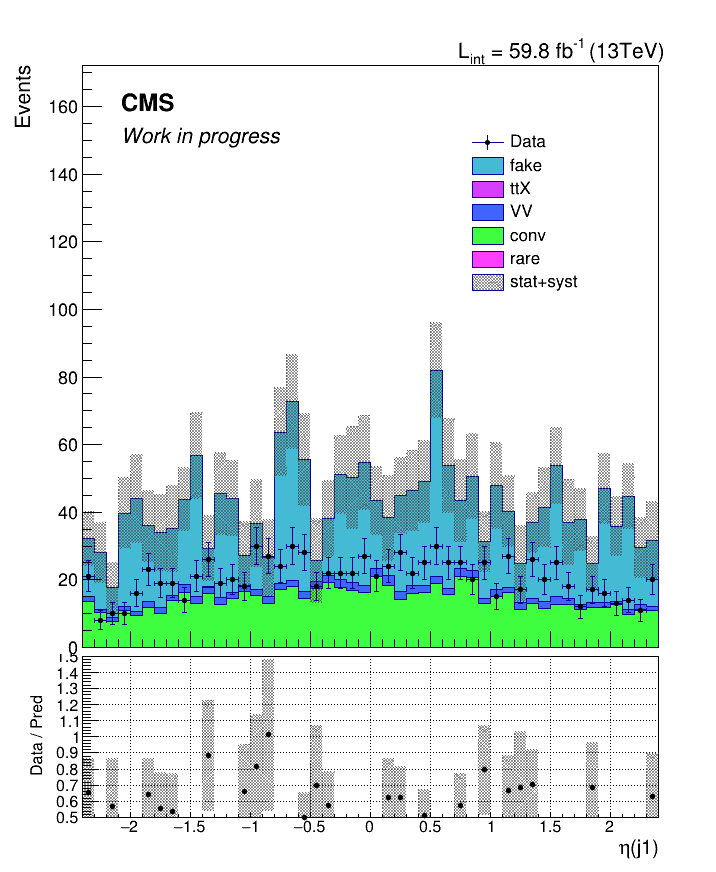 L_int = 59.8 fb^-1 (13TeV)
Events
CMS
Work in progress
Data
fake
ttX
VV
conv
rare
stat+syst
160
140
120
100
80
60
40
20
0
Data / Pred
1.5
1.4
1.3
1.2
1.1
1
0.9
0.8
0.7
0.6
0.5
−2 −1.5 −1 −0.5 0 0.5 1 1.5 2
η(j1)